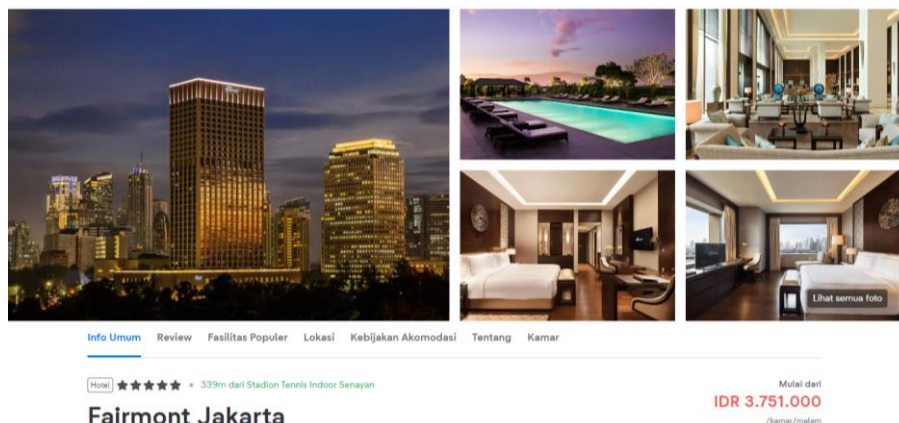 Lihat semua foto
Info Umum Review Fasilitas Populer Lokasi Kebijakan Akomodasi Tentang Kamar
Hotel 339m dari Stadion Tennis Indoor Senayan
Mulai dari
IDR 3.751.000
Fairmont Jakarta
/kamar/malam